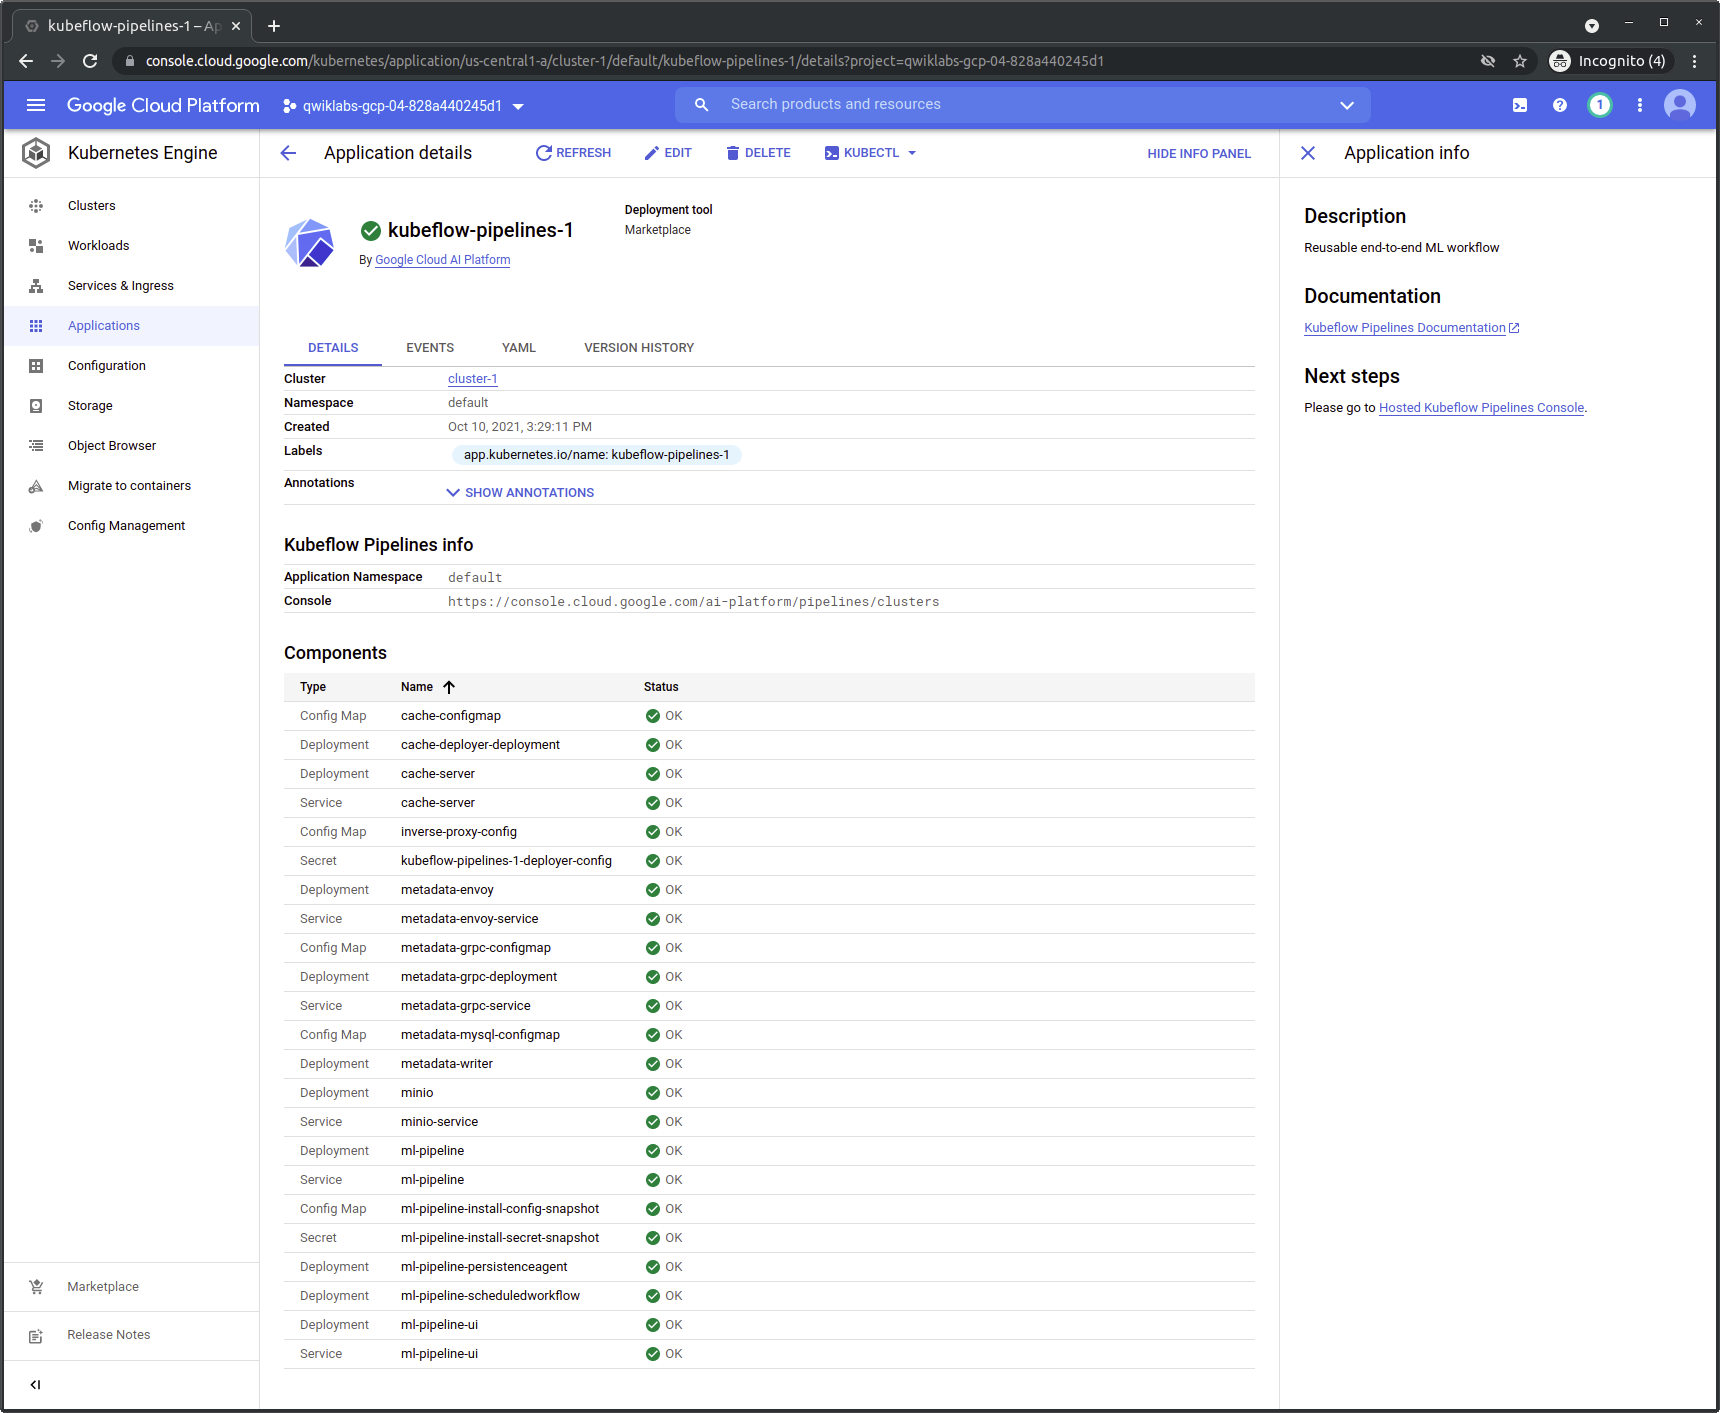 kubeflow-pipelines-1 – Ap
console.cloud.google.com/kubernetes/application/us-central1-a/cluster-1/default/kubeflow-pipelines-1/details?project=qwiklabs-gcp-04-828a440245d1
Incognito (4)
Google Cloud Platform
qwiklabs-gcp-04-828a440245d1
Search products and resources
1
Kubernetes Engine
Clusters
Workloads
Services & Ingress
Applications
Configuration
Storage
Object Browser
Migrate to containers
Config Management
Marketplace
Release Notes
Application details
REFRESH
EDIT
DELETE
KUBECTL
HIDE INFO PANEL
kubeflow-pipelines-1
By Google Cloud AI Platform
Deployment tool
Marketplace
DETAILS
EVENTS
YAML
VERSION HISTORY
Cluster cluster-1
Namespace default
Created Oct 10, 2021, 3:29:11 PM
Labels app.kubernetes.io/name: kubeflow-pipelines-1
Annotations SHOW ANNOTATIONS
Kubeflow Pipelines info
Application Namespace default
Console https://console.cloud.google.com/ai-platform/pipelines/clusters
Components
Type Name Status
Config Map cache-configmap OK
Deployment cache-deployer-deployment OK
Deployment cache-server OK
Service cache-server OK
Config Map inverse-proxy-config OK
Secret kubeflow-pipelines-1-deployer-config OK
Deployment metadata-envoy OK
Service metadata-envoy-service OK
Config Map metadata-grpc-configmap OK
Deployment metadata-grpc-deployment OK
Service metadata-grpc-service OK
Config Map metadata-mysql-configmap OK
Deployment metadata-writer OK
Deployment minio OK
Service minio-service OK
Deployment ml-pipeline OK
Service ml-pipeline OK
Config Map ml-pipeline-install-config-snapshot OK
Secret ml-pipeline-install-secret-snapshot OK
Deployment ml-pipeline-persistenceagent OK
Deployment ml-pipeline-scheduledworkflow OK
Deployment ml-pipeline-ui OK
Service ml-pipeline-ui OK
Application info
Description
Reusable end-to-end ML workflow
Documentation
Kubeflow Pipelines Documentation
Next steps
Please go to Hosted Kubeflow Pipelines Console.